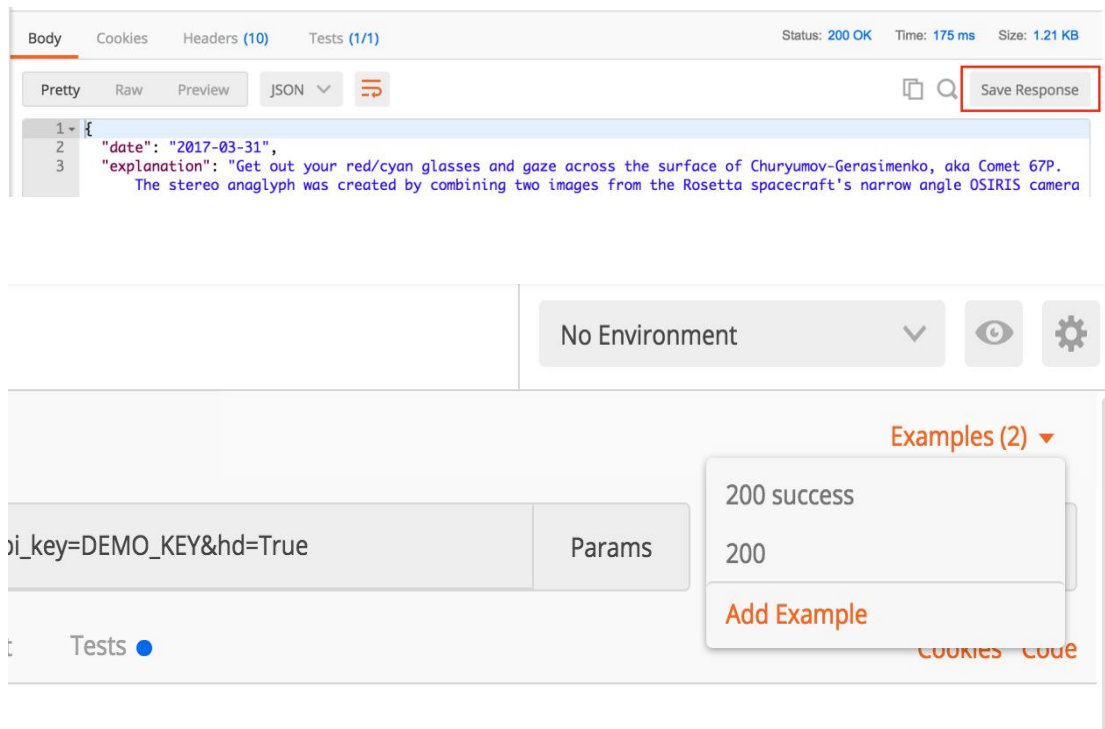 Body Cookies Headers (10) Tests (1/1) Status: 200 OK Time: 175 ms Size: 1.21 KB
Pretty Raw Preview JSON Save Response
1 {
2 "date": "2017-03-31",
3 "explanation": "Get out your red/cyan glasses and gaze across the surface of Churyumov-Gerasimenko, aka Comet 67P.
The stereo anaglyph was created by combining two images from the Rosetta spacecraft's narrow angle OSIRIS camera
No Environment
Examples (2)
200 success
pi_key=DEMO_KEY&hd=True Params 200
Add Example
Tests Cookies Code